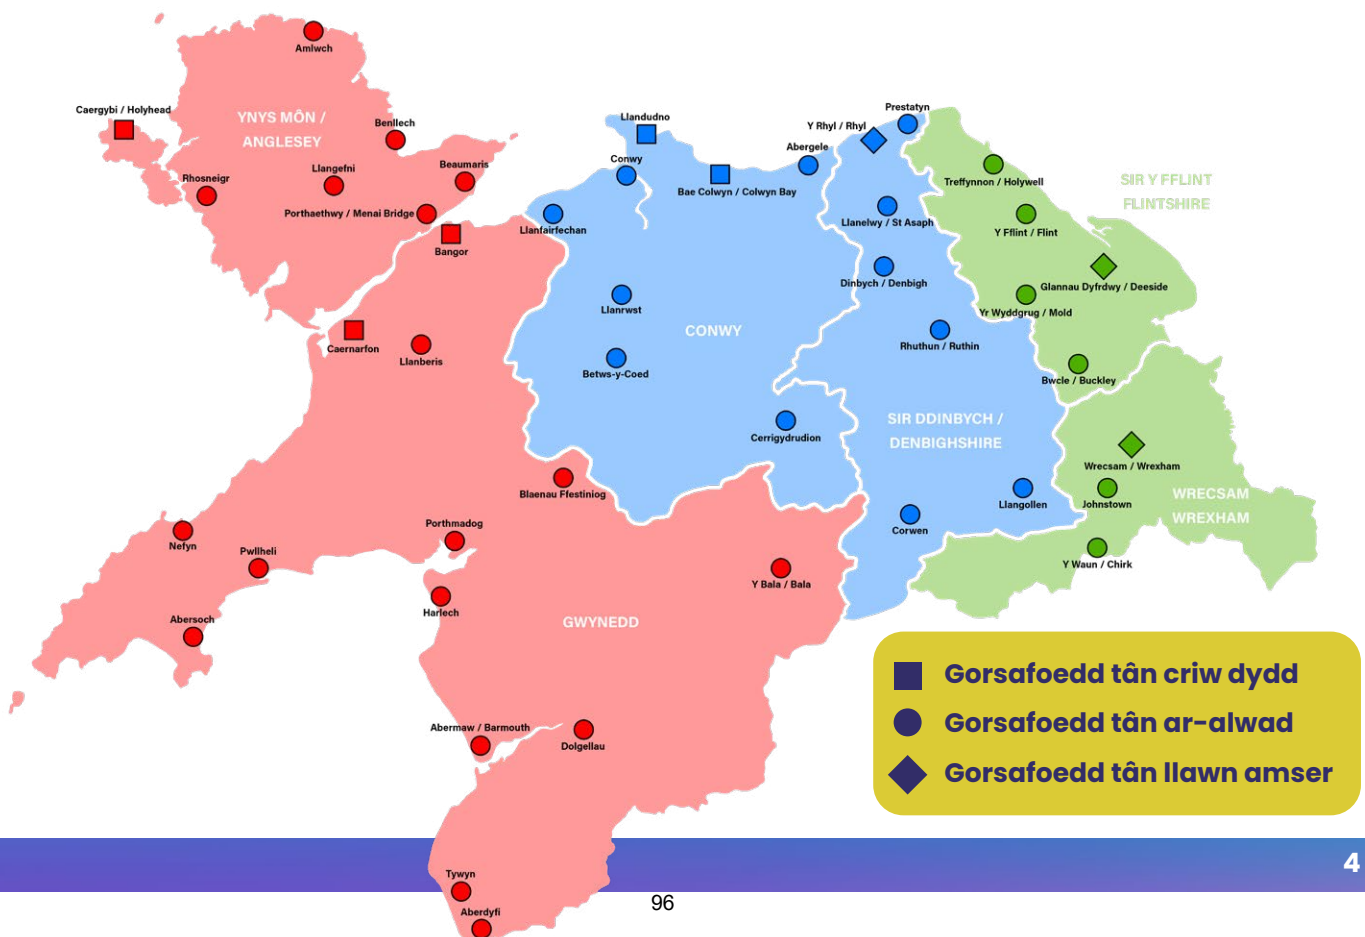 Amlwch
Caergybi / Holyhead
YNYS MÔN /
ANGLESEY
Benllech
Llangefni
Beaumaris
Rhosneigr
Porthaethwy / Menai Bridge
Bangor
Caernarfon
Llanberis
Llandudno
Conwy
Bae Colwyn / Colwyn Bay
Abergele
Y Rhyl / Rhyl
Prestatyn
Llanfairfechan
Llanelwy / St Asaph
Dinbych / Denbigh
Llanrwst
CONWY
Betws-y-Coed
Rhuthun / Ruthin
Cerrigydrudion
SIR DDINBYCH /
DENBIGHSHIRE
Llangollen
Corwen
Treffynnon / Holywell
SIR Y FFLINT
FLINTSHIRE
Y Fflint / Flint
Glannau Dyfrdwy / Deeside
Yr Wyddgrug / Mold
Bwcle / Buckley
Wrecsam / Wrexham
Johnstown
WRECSAM
WREXHAM
Y Waun / Chirk
Blaenau Ffestiniog
Porthmadog
Nefyn
Pwllheli
Harlech
Y Bala / Bala
Abersoch
GWYNEDD
Abermaw / Barmouth
Dolgellau
Tywyn
Aberdyfi
Gorsafoedd tân criw dydd
Gorsafoedd tân ar-alwad
Gorsafoedd tân llawn amser
4
96